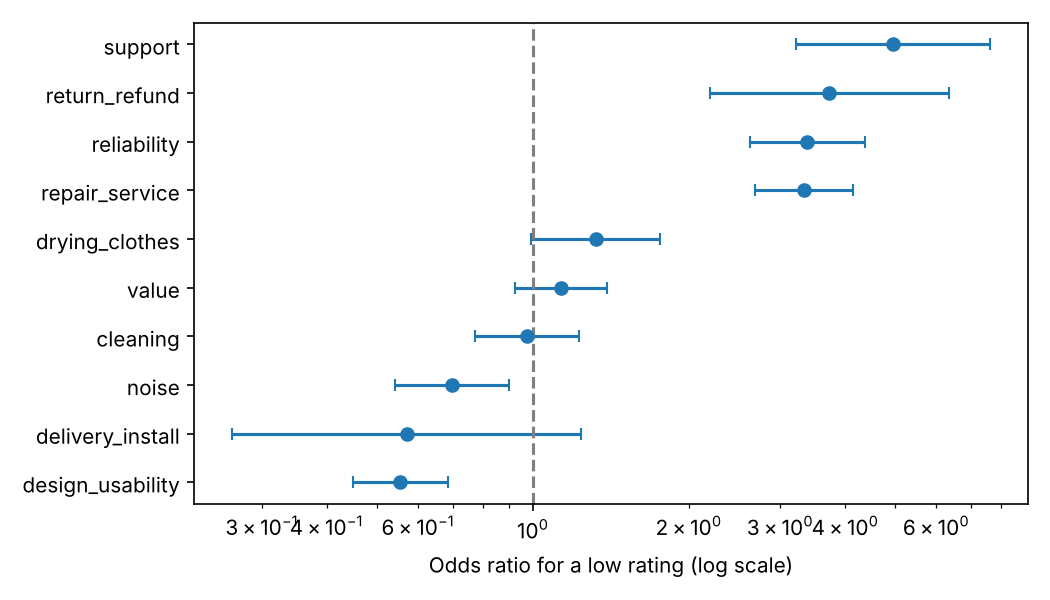 support
return_refund
reliability
repair_service
drying_clothes
value
cleaning
noise
delivery_install
design_usability
3 × 10⁻¹ 4 × 10⁻¹ 6 × 10⁻¹ 10⁰ 2 × 10⁰ 3 × 10⁰ 4 × 10⁰ 6 × 10⁰
Odds ratio for a low rating (log scale)